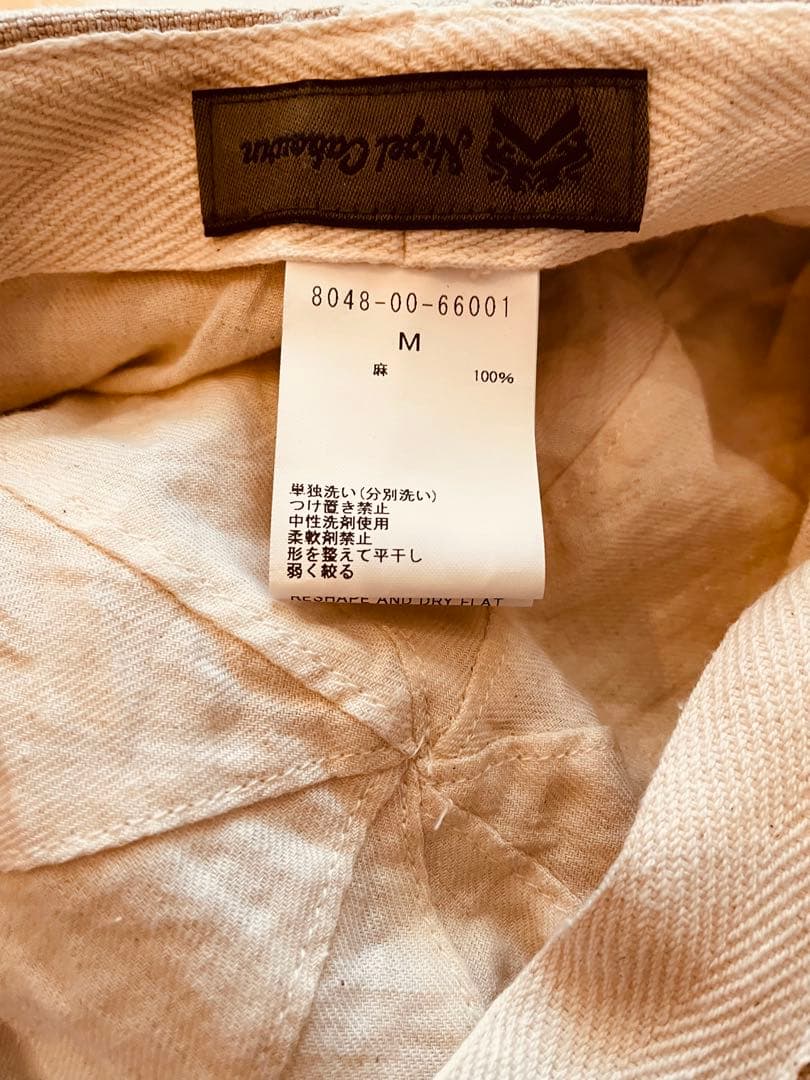 Nigel Cabourn
8048-00-66001
M
麻 100%
単独洗い(分別洗い)
つけ置き禁止
中性洗剤使用
柔軟剤禁止
形を整えて平干し
弱く絞る
RESHAPE AND DRY FLAT